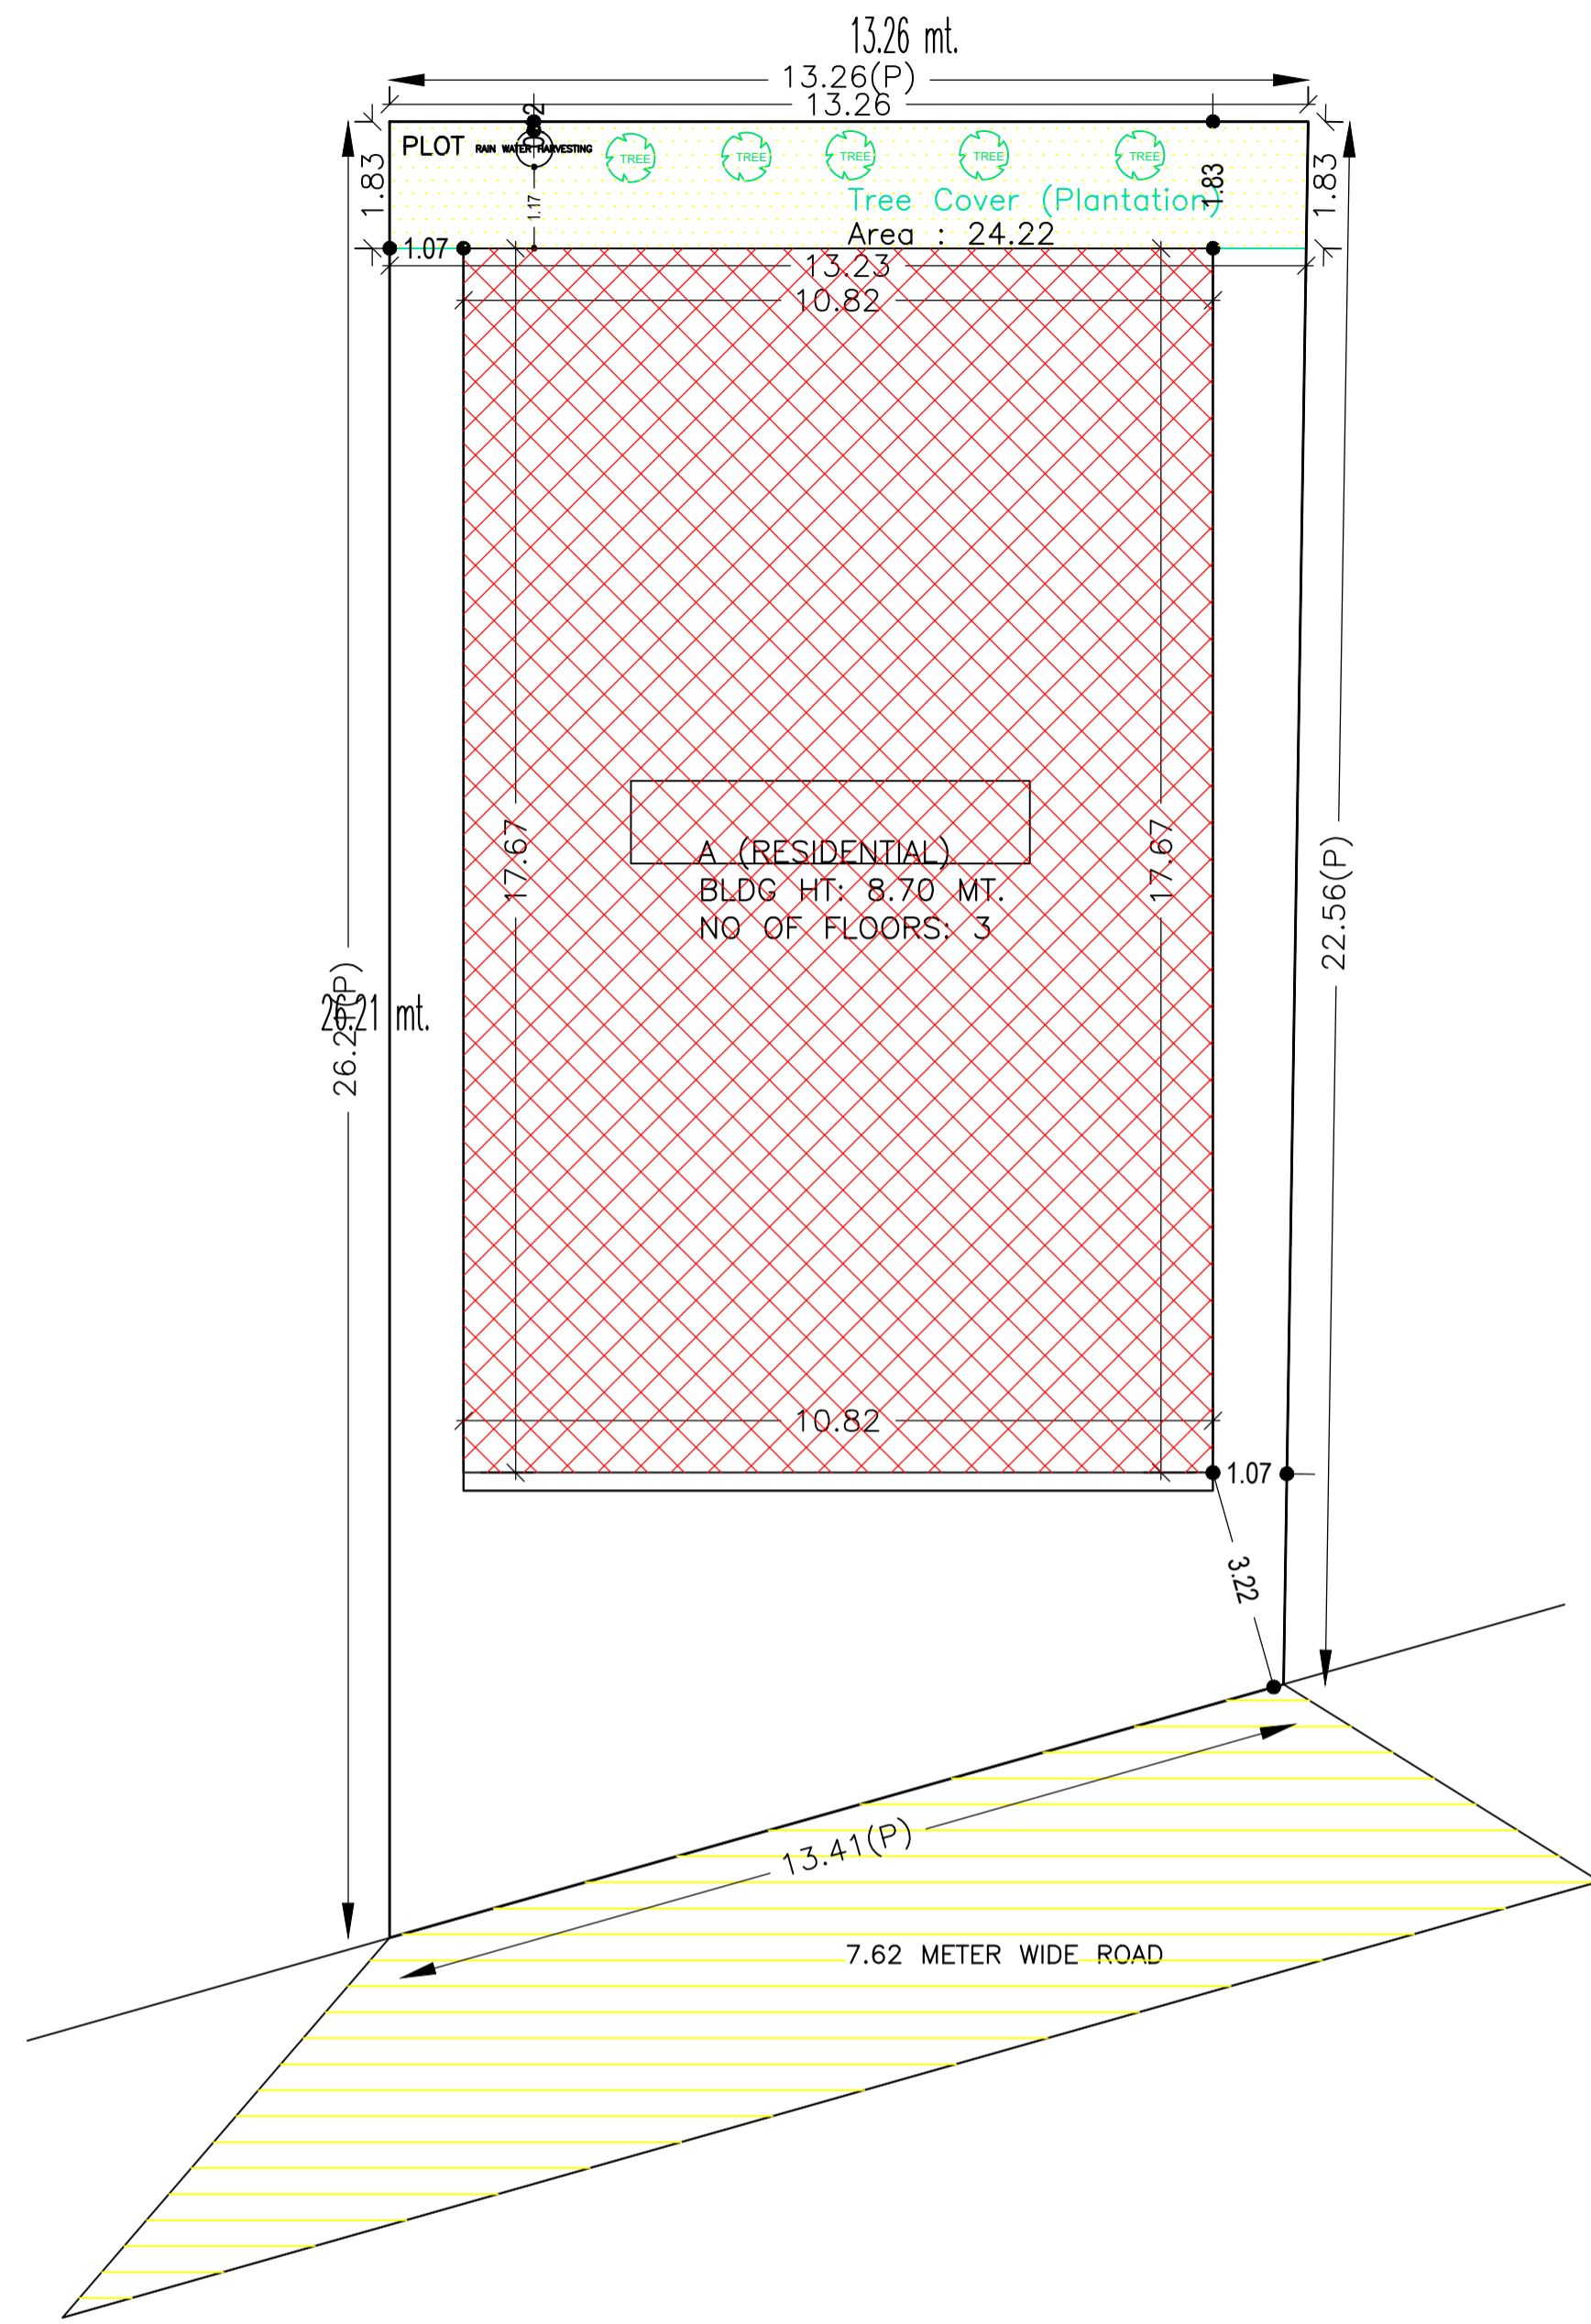 13.26 mt.
13.26(P)
13.26
PLOT
RAIN WATER HARVESTING
TREE
TREE
TREE
TREE
TREE
1.83
1.17
1.83
1.83
Tree Cover (Plantation)
Area : 24.22
1.07
13.23
10.82
17.67
17.67
A (RESIDENTIAL)
BLDG HT: 8.70 MT.
NO OF FLOORS: 3
22.56(P)
26.21 mt.
10.82
1.07
3.22
13.41(P)
7.62 METER WIDE ROAD